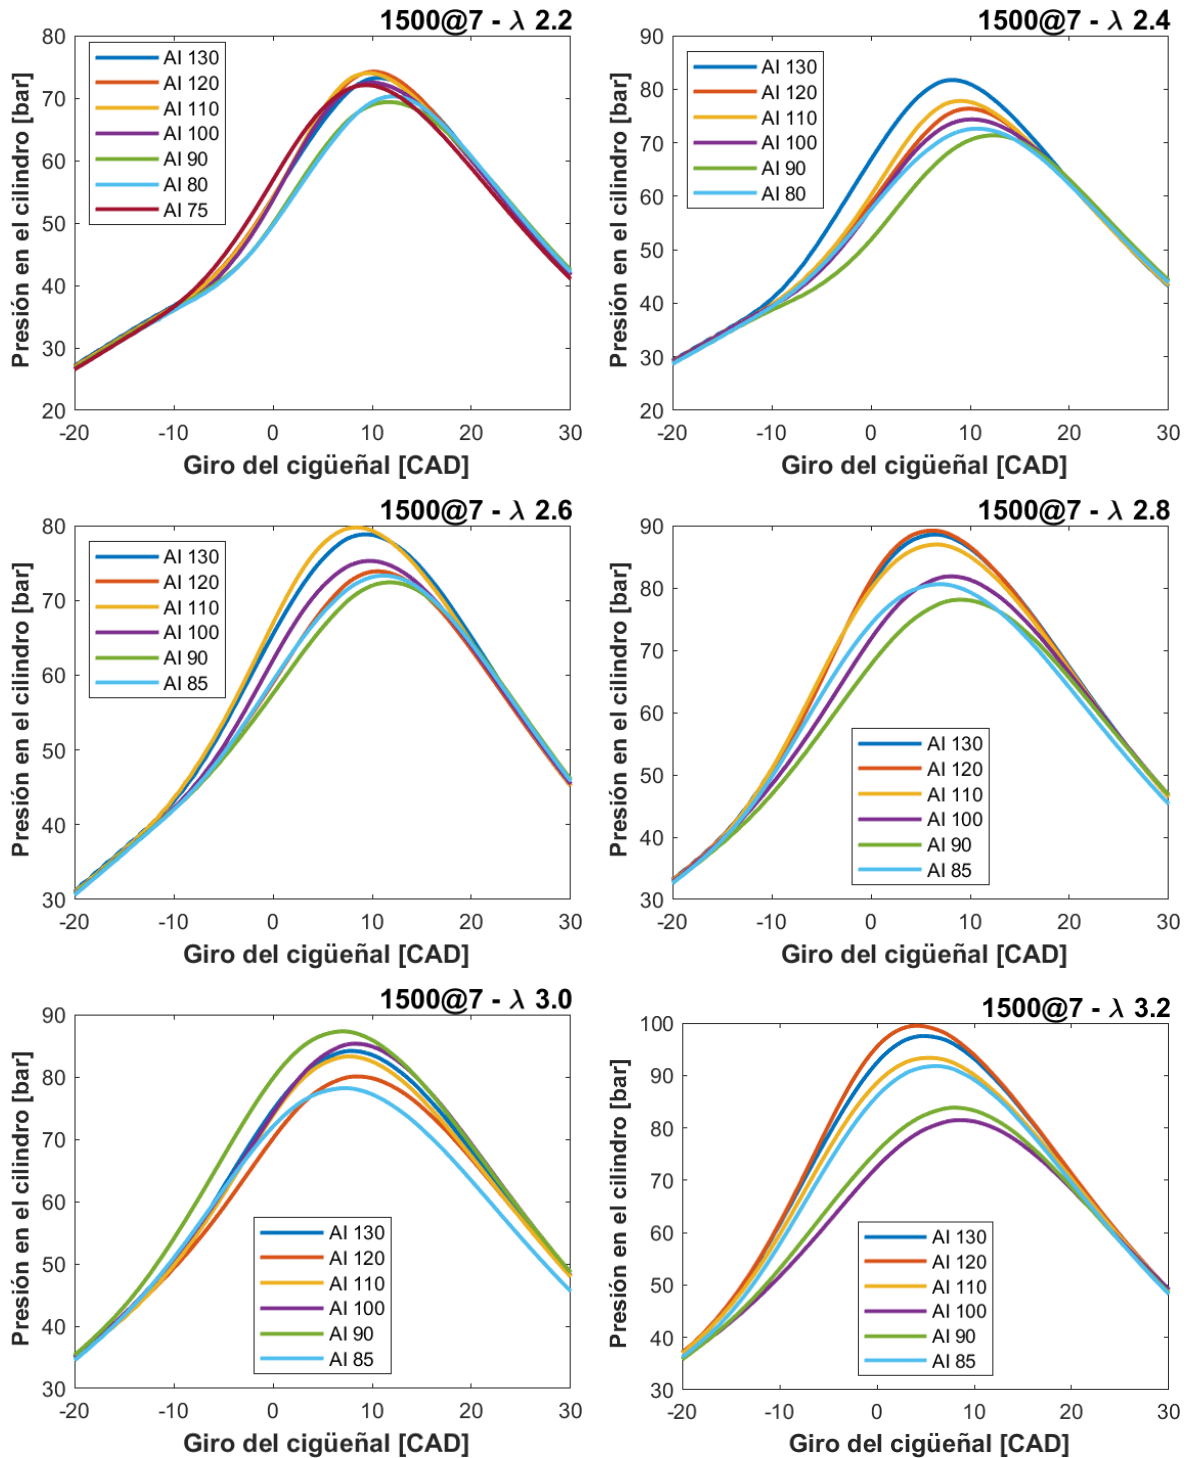 1500@7 - λ 2.2
80
70
60
50
40
30
20
-20
-10
0
10
20
30
Presión en el cilindro [bar]
Giro del cigüeñal [CAD]
AI 130
AI 120
AI 110
AI 100
AI 90
AI 80
AI 75
1500@7 - λ 2.4
90
80
70
60
50
40
30
20
-20
-10
0
10
20
30
Presión en el cilindro [bar]
Giro del cigüeñal [CAD]
AI 130
AI 120
AI 110
AI 100
AI 90
AI 80
1500@7 - λ 2.6
80
70
60
50
40
30
-20
-10
0
10
20
30
Presión en el cilindro [bar]
Giro del cigüeñal [CAD]
AI 130
AI 120
AI 110
AI 100
AI 90
AI 85
1500@7 - λ 2.8
90
80
70
60
50
40
30
-20
-10
0
10
20
30
Presión en el cilindro [bar]
Giro del cigüeñal [CAD]
AI 130
AI 120
AI 110
AI 100
AI 90
AI 85
1500@7 - λ 3.0
90
80
70
60
50
40
30
-20
-10
0
10
20
30
Presión en el cilindro [bar]
Giro del cigüeñal [CAD]
AI 130
AI 120
AI 110
AI 100
AI 90
AI 85
1500@7 - λ 3.2
100
90
80
70
60
50
40
30
-20
-10
0
10
20
30
Presión en el cilindro [bar]
Giro del cigüeñal [CAD]
AI 130
AI 120
AI 110
AI 100
AI 90
AI 85